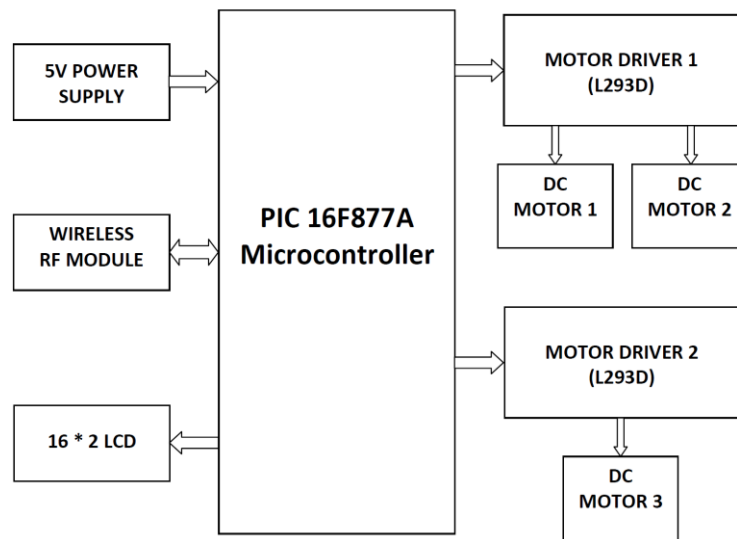 5V POWER
SUPPLY
WIRELESS
RF MODULE
16 * 2 LCD
PIC 16F877A
Microcontroller
MOTOR DRIVER 1
(L293D)
DC
MOTOR 1
DC
MOTOR 2
MOTOR DRIVER 2
(L293D)
DC
MOTOR 3